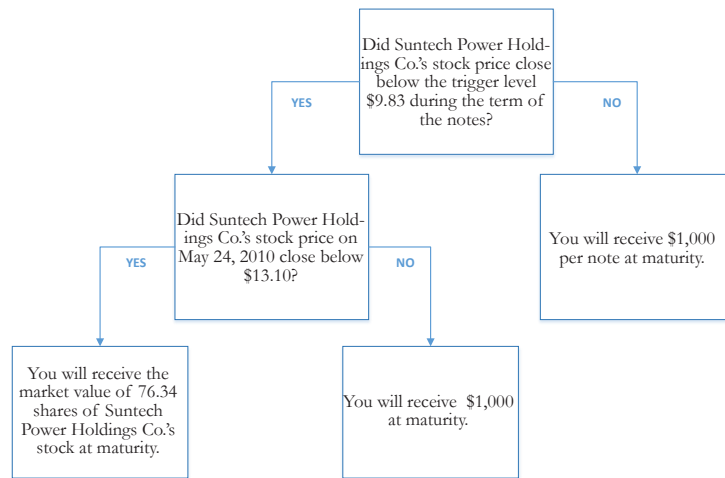 Did Suntech Power Hold-
ings Co.'s stock price close
below the trigger level
$9.83 during the term of
the notes?
YES
NO
Did Suntech Power Hold-
ings Co.'s stock price on
May 24, 2010 close below
$13.10?
You will receive $1,000
per note at maturity.
YES
NO
You will receive the
market value of 76.34
shares of Suntech
Power Holdings Co.'s
stock at maturity.
You will receive $1,000
at maturity.